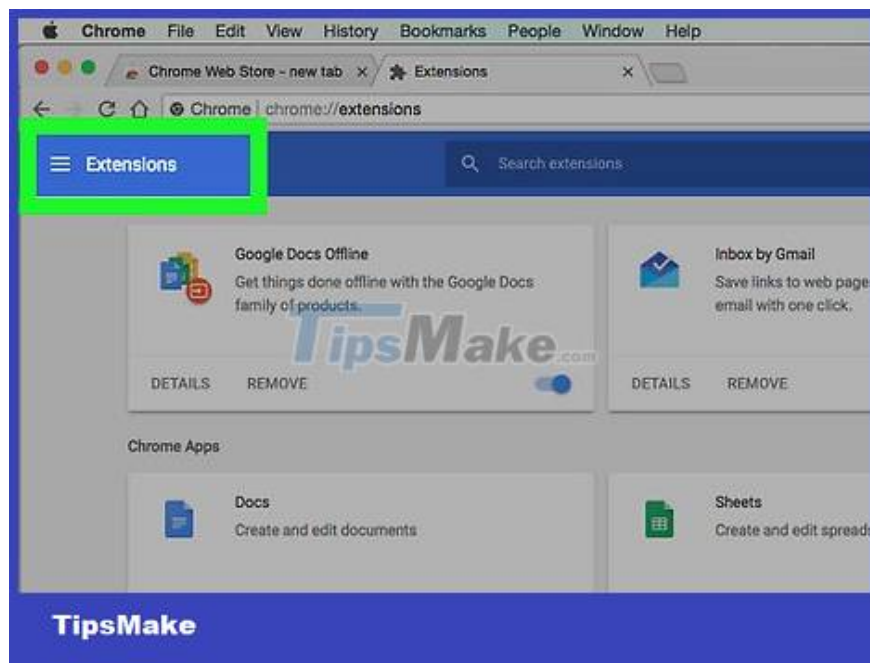 Chrome File Edit View History Bookmarks People Window Help
Chrome Web Store - new tab × Extensions ×
Chrome | chrome://extensions
Extensions Search extensions
Google Docs Offline
Get things done offline with the Google Docs
family of products.
DETAILS REMOVE
Inbox by Gmail
Save links to web page
email with one click.
DETAILS REMOVE
TipsMake.com
Chrome Apps
Docs
Create and edit documents
Sheets
Create and edit spreads
TipsMake